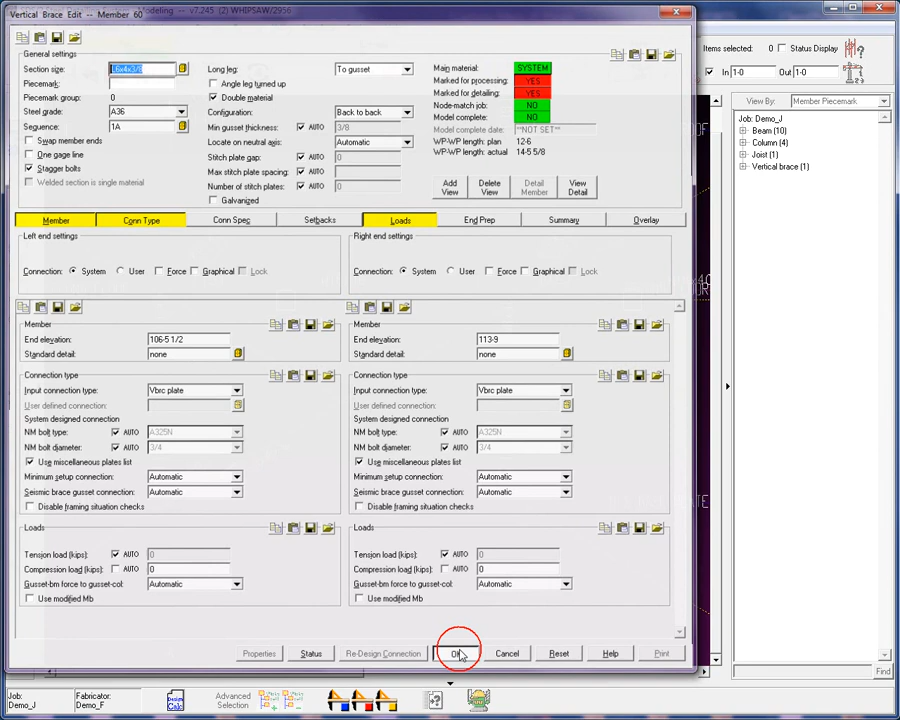 Vertical Brace Edit -- Member 60
Modeling -- v7.245 (2) WHIPSAW/2956
Items selected: 0 Status Display
In 1-0 Out 1-0
View By: Member Piecemark
Job: Demo_J
Beam (10)
Column (4)
Joist (1)
Vertical brace (1)
General settings
Section size: L6x4x3/8
Piecemark:
Piecemark group: 0
Steel grade: A36
Sequence: 1A
Swap member ends
One gage line
Stagger bolts
Welded section is single material
Long leg: To gusset
Angle leg turned up
Double material
Configuration: Back to back
Min gusset thickness: AUTO 3/8
Locate on neutral axis: Automatic
Stitch plate gap: AUTO 0
Max stitch plate spacing: AUTO
Number of stitch plates: AUTO 0
Galvanized
Main material: SYSTEM
Marked for processing: YES
Marked for detailing: YES
Node-match job: NO
Model complete: NO
Model complete date: **NOT SET**
WP-WP length: plan 12-6
WP-WP length: actual 14-5 5/8
Add View
Delete View
Detail Member
View Detail
Member Conn Type Conn Spec Setbacks Loads End Prep Summary Overlay
Left end settings
Connection: System User Force Graphical Lock
Member
End elevation: 106-5 1/2
Standard detail: none
Connection type
Input connection type: Vbrc plate
User defined connection:
System designed connection
NM bolt type: AUTO A325N
NM bolt diameter: AUTO 3/4
Use miscellaneous plates list
Minimum setup connection: Automatic
Seismic brace gusset connection: Automatic
Disable framing situation checks
Loads
Tension load (kips): AUTO 0
Compression load (kips): AUTO 0
Gusset-bm force to gusset-col: Automatic
Use modified Mb
Right end settings
Connection: System User Force Graphical Lock
Member
End elevation: 113-9
Standard detail: none
Connection type
Input connection type: Vbrc plate
User defined connection:
System designed connection
NM bolt type: AUTO A325N
NM bolt diameter: AUTO 3/4
Use miscellaneous plates list
Minimum setup connection: Automatic
Seismic brace gusset connection: Automatic
Disable framing situation checks
Loads
Tension load (kips): AUTO 0
Compression load (kips): AUTO 0
Gusset-bm force to gusset-col: Automatic
Use modified Mb
Properties Status Re-Design Connection OK Cancel Reset Help Print
Find
Job:
Demo_J
Fabricator:
Demo_F
Design Calc
Advanced Selection